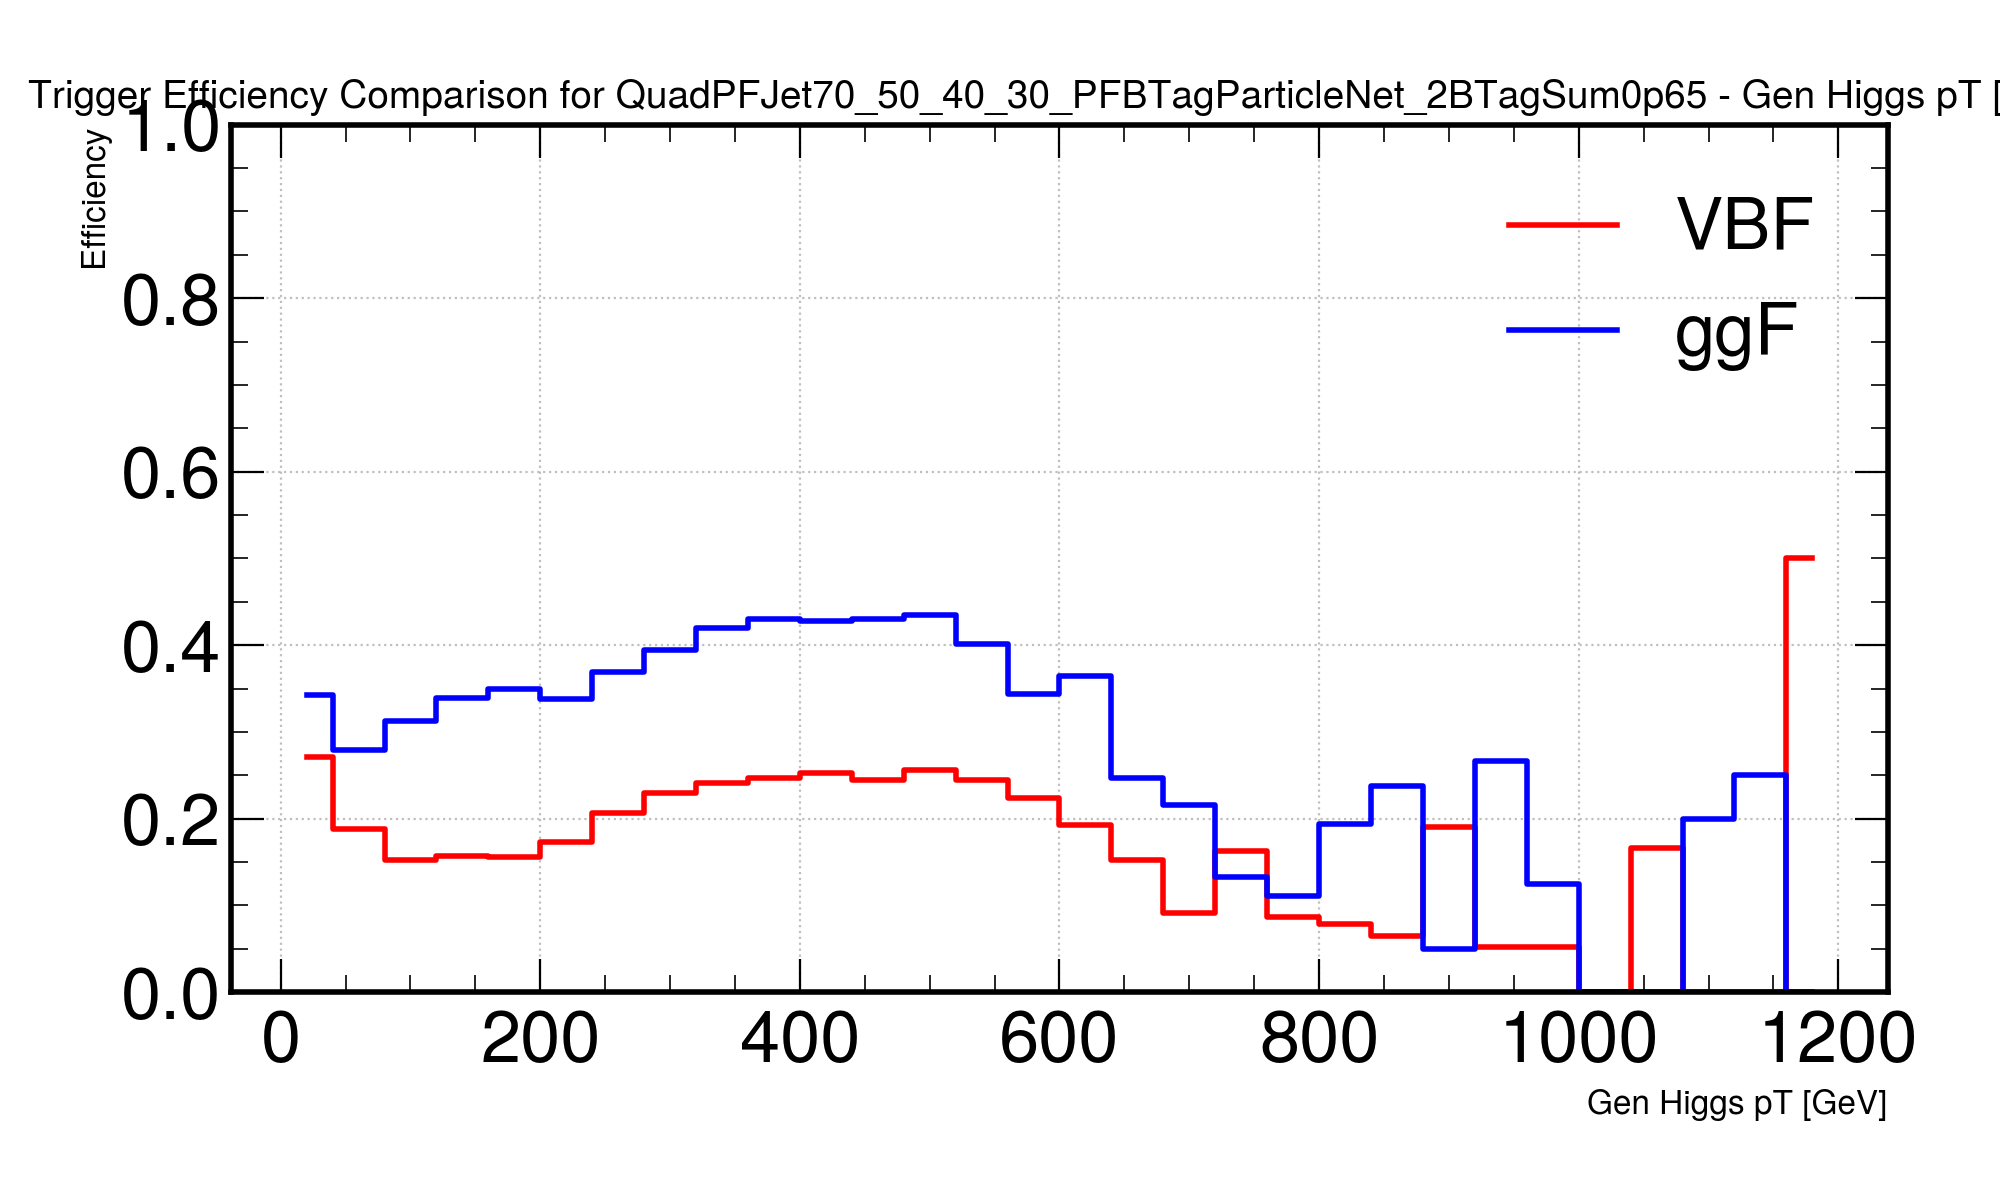 Trigger Efficiency Comparison for QuadPFJet70_50_40_30_PFBTagParticleNet_2BTagSum0p65 - Gen Higgs pT [
Efficiency
1.0
0.8
0.6
0.4
0.2
0.0
VBF
ggF
0 200 400 600 800 1000 1200
Gen Higgs pT [GeV]